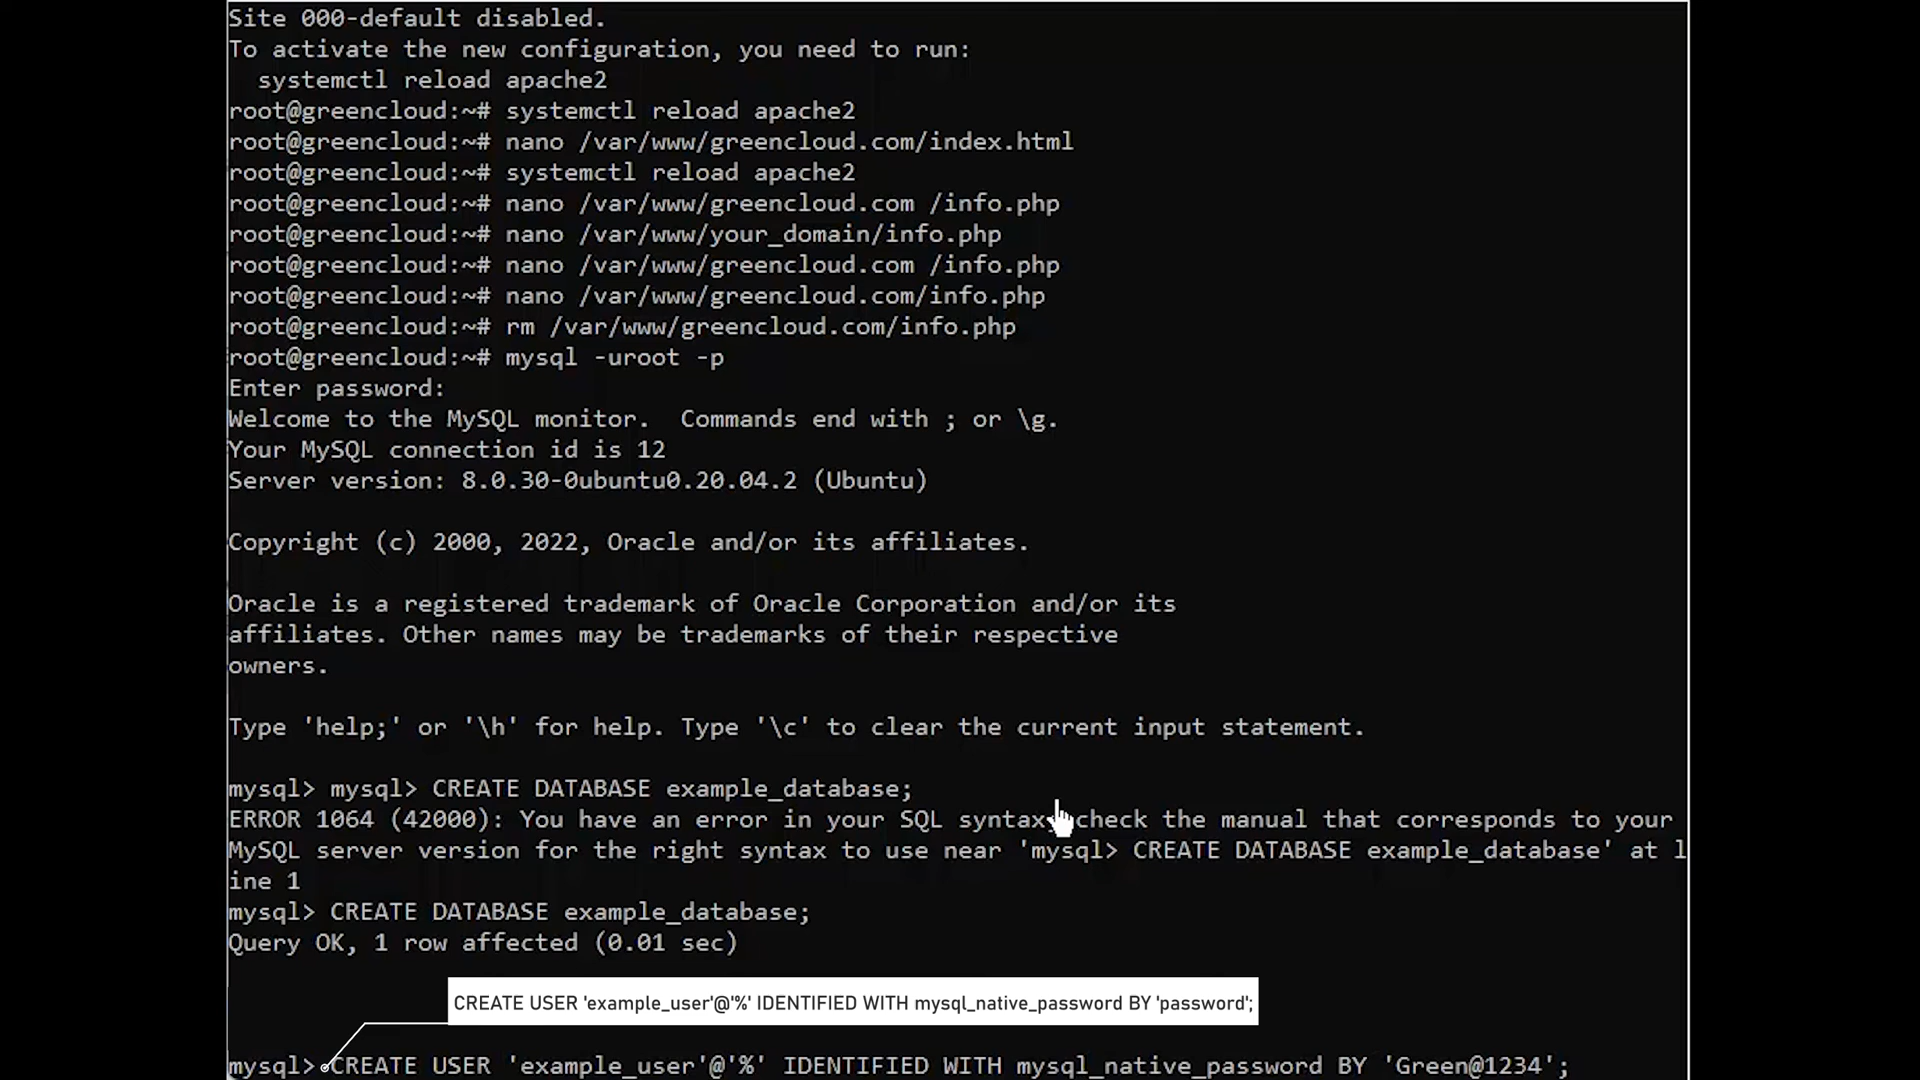 Site 000-default disabled.
To activate the new configuration, you need to run:
  systemctl reload apache2
root@greencloud:~# systemctl reload apache2
root@greencloud:~# nano /var/www/greencloud.com/index.html
root@greencloud:~# systemctl reload apache2
root@greencloud:~# nano /var/www/greencloud.com /info.php
root@greencloud:~# nano /var/www/your_domain/info.php
root@greencloud:~# nano /var/www/greencloud.com /info.php
root@greencloud:~# nano /var/www/greencloud.com/info.php
root@greencloud:~# rm /var/www/greencloud.com/info.php
root@greencloud:~# mysql -uroot -p
Enter password:
Welcome to the MySQL monitor.  Commands end with ; or \g.
Your MySQL connection id is 12
Server version: 8.0.30-0ubuntu0.20.04.2 (Ubuntu)
Copyright (c) 2000, 2022, Oracle and/or its affiliates.
Oracle is a registered trademark of Oracle Corporation and/or its
affiliates. Other names may be trademarks of their respective
owners.
Type 'help;' or '\h' for help. Type '\c' to clear the current input statement.
mysql> mysql> CREATE DATABASE example_database;
ERROR 1064 (42000): You have an error in your SQL syntax check the manual that corresponds to your
MySQL server version for the right syntax to use near 'mysql> CREATE DATABASE example_database' at l
ine 1
mysql> CREATE DATABASE example_database;
Query OK, 1 row affected (0.01 sec)
CREATE USER 'example_user'@'%' IDENTIFIED WITH mysql_native_password BY 'password';
mysql> CREATE USER 'example_user'@'%' IDENTIFIED WITH mysql_native_password BY 'Green@1234';